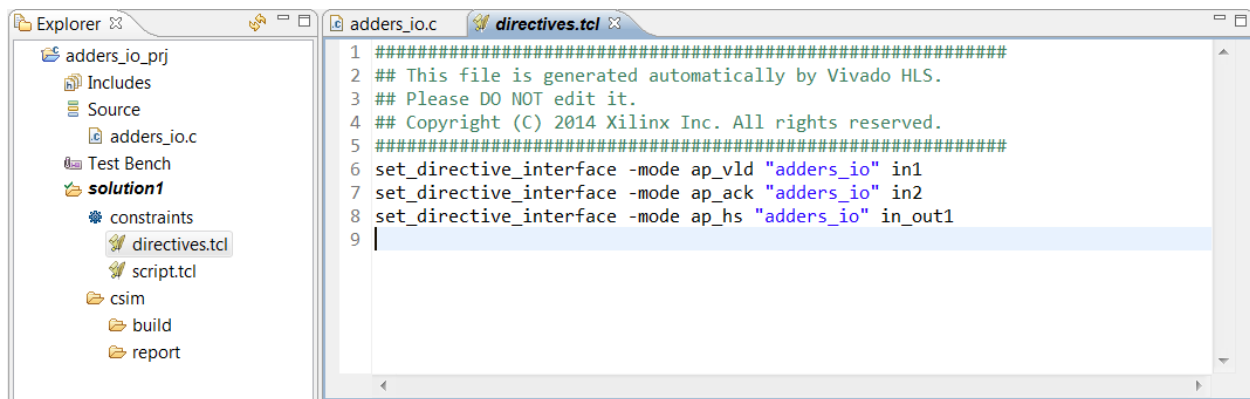 Explorer
adders_io_prj
Includes
Source
adders_io.c
Test Bench
solution1
constraints
directives.tcl
script.tcl
csim
build
report
adders_io.c
directives.tcl
1 ############################################################
2 ## This file is generated automatically by Vivado HLS.
3 ## Please DO NOT edit it.
4 ## Copyright (C) 2014 Xilinx Inc. All rights reserved.
5 ############################################################
6 set_directive_interface -mode ap_vld "adders_io" in1
7 set_directive_interface -mode ap_ack "adders_io" in2
8 set_directive_interface -mode ap_hs "adders_io" in_out1
9